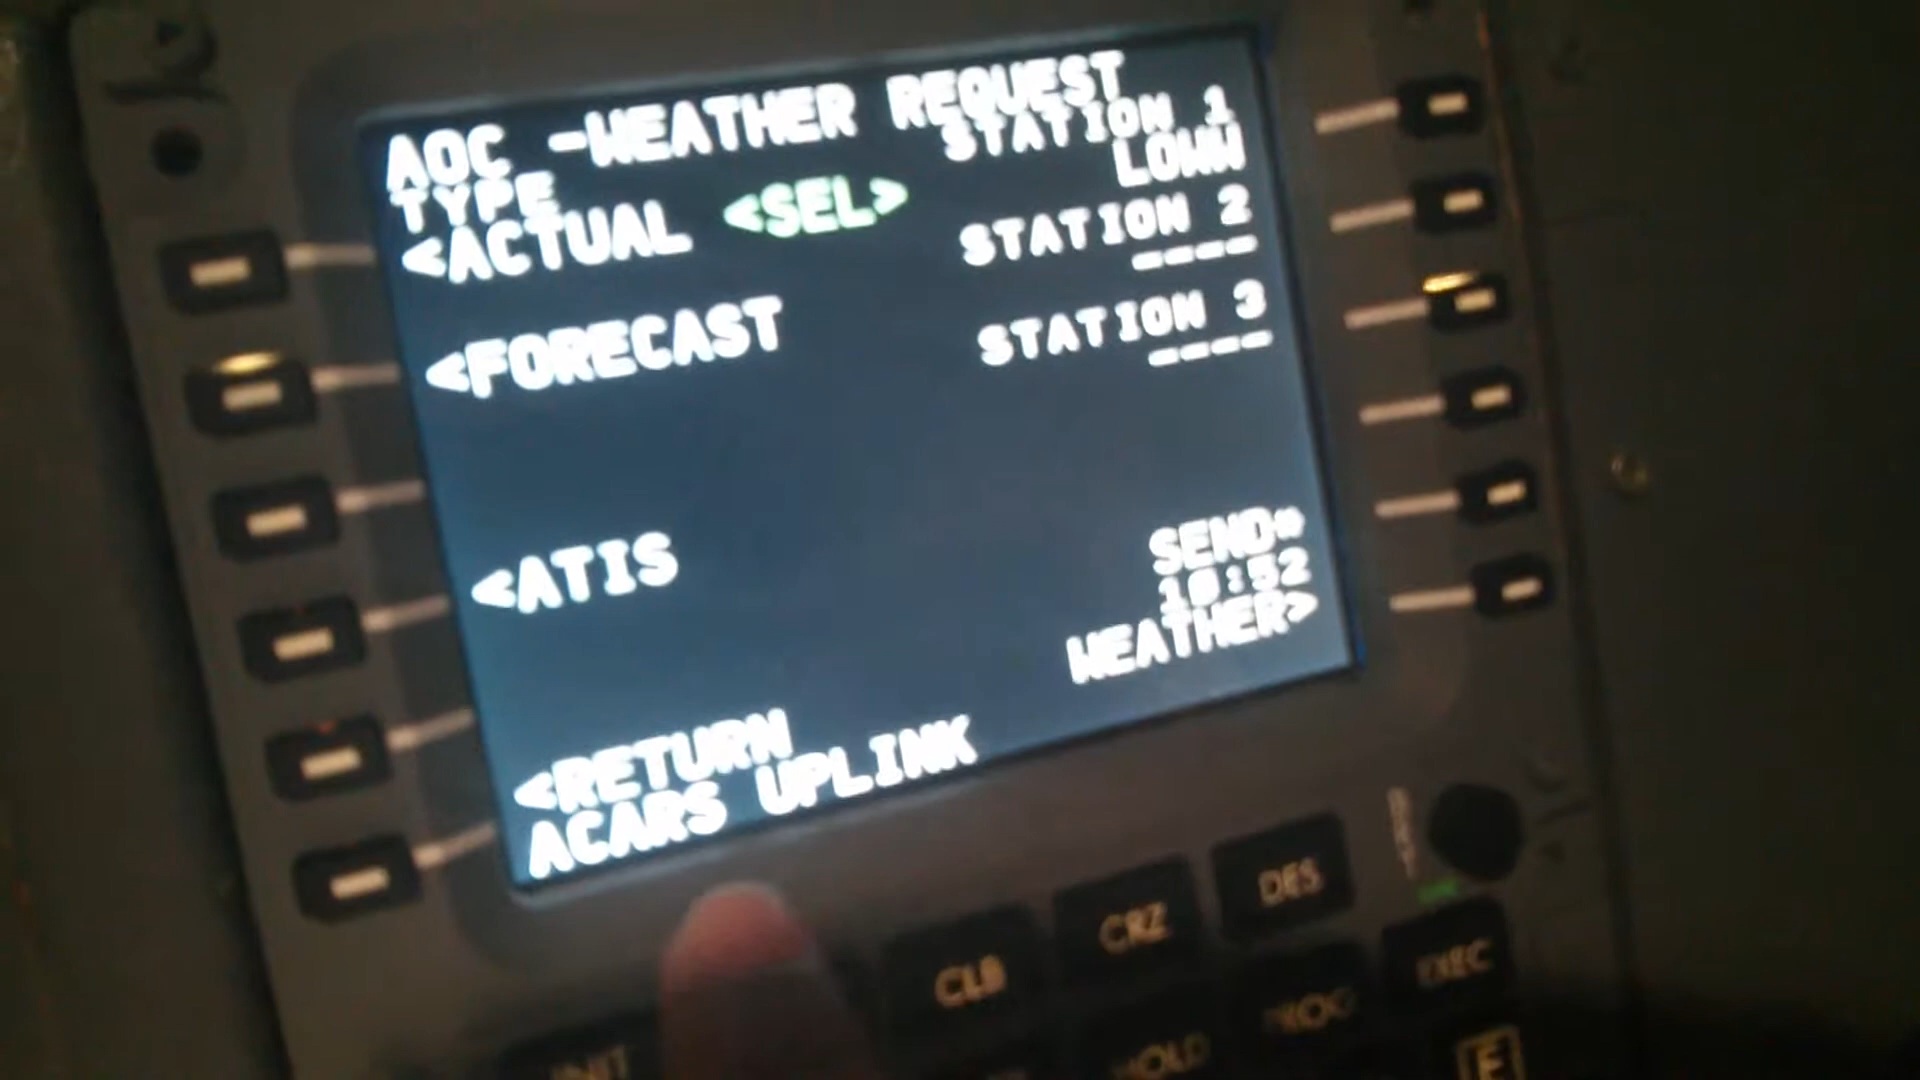 AOC -WEATHER REQUEST
TYPE STATION 1
LOWW
<ACTUAL <SEL> STATION 2
----
<FORECAST STATION 3
----
SEND*
<ATIS 10:52
WEATHER>
<RETURN
ACARS UPLINK
CLB CRZ DES
HOLD PROG EXEC
E